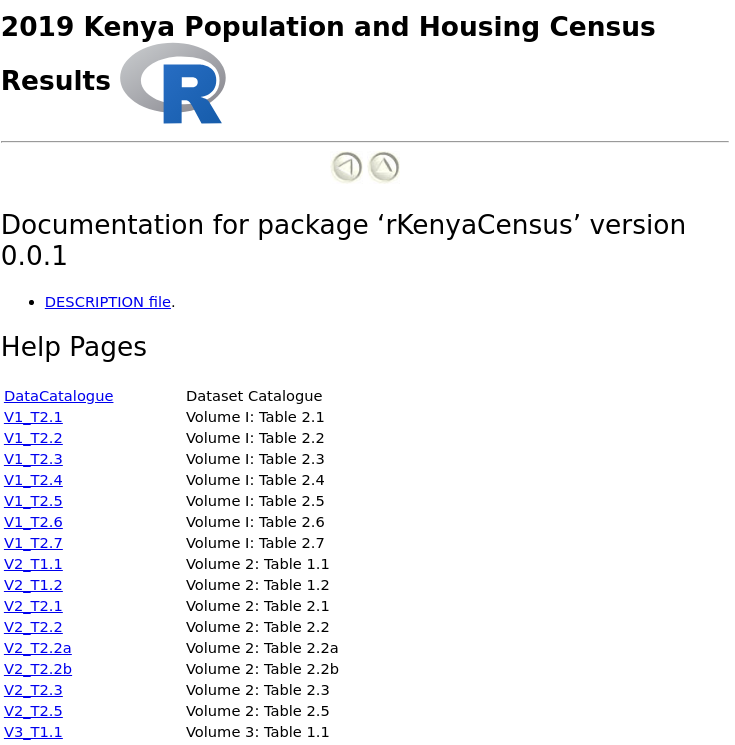 2019 Kenya Population and Housing Census
Results R
Documentation for package ‘rKenyaCensus’ version
0.0.1
• DESCRIPTION file.
Help Pages
DataCatalogue Dataset Catalogue
V1_T2.1 Volume I: Table 2.1
V1_T2.2 Volume I: Table 2.2
V1_T2.3 Volume I: Table 2.3
V1_T2.4 Volume I: Table 2.4
V1_T2.5 Volume I: Table 2.5
V1_T2.6 Volume I: Table 2.6
V1_T2.7 Volume I: Table 2.7
V2_T1.1 Volume 2: Table 1.1
V2_T1.2 Volume 2: Table 1.2
V2_T2.1 Volume 2: Table 2.1
V2_T2.2 Volume 2: Table 2.2
V2_T2.2a Volume 2: Table 2.2a
V2_T2.2b Volume 2: Table 2.2b
V2_T2.3 Volume 2: Table 2.3
V2_T2.5 Volume 2: Table 2.5
V3_T1.1 Volume 3: Table 1.1